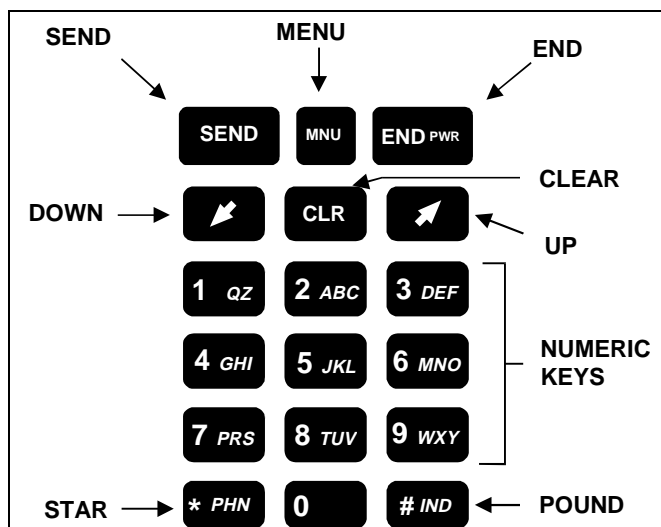 SEND MENU END
SEND MNU END PWR
CLEAR
DOWN CLR
UP
1 QZ 2 ABC 3 DEF
4 GHI 5 JKL 6 MNO
NUMERIC
KEYS
7 PRS 8 TUV 9 WXY
STAR * PHN 0 # IND POUND